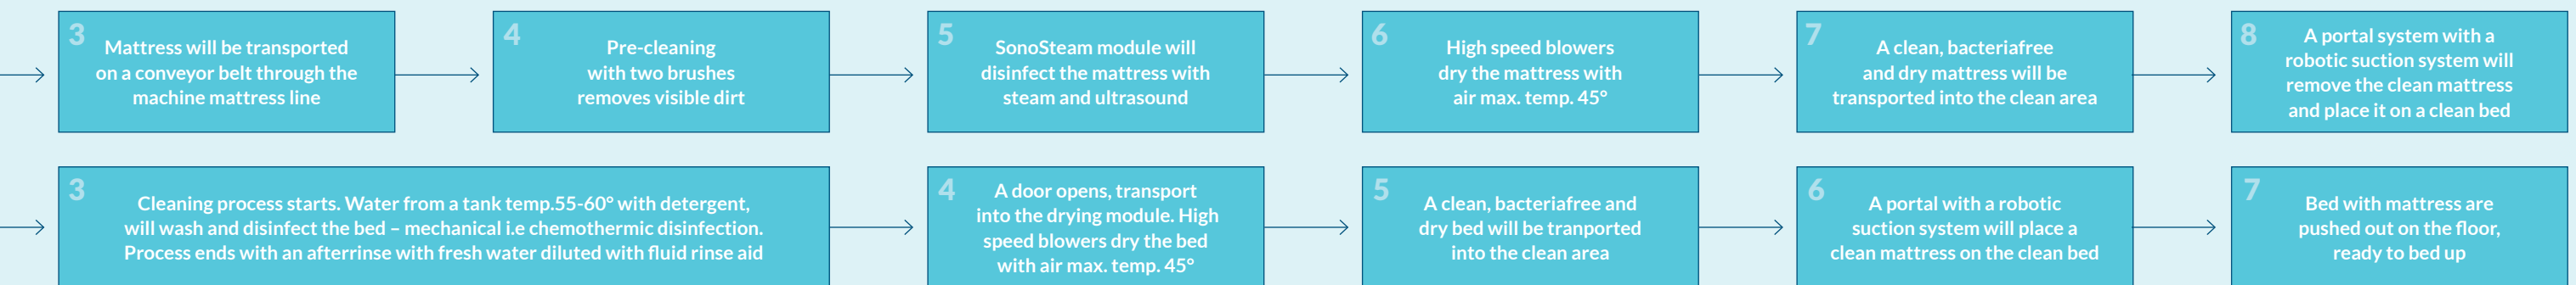 3
Mattress will be transported
on a conveyor belt through the
machine mattress line
4
Pre-cleaning
with two brushes
removes visible dirt
5
SonoSteam module will
disinfect the mattress with
steam and ultrasound
6
High speed blowers
dry the mattress with
air max. temp. 45°
7
A clean, bacteriafree
and dry mattress will be
transported into the clean area
8
A portal system with a
robotic suction system will
remove the clean mattress
and place it on a clean bed
3
Cleaning process starts. Water from a tank temp.55-60° with detergent,
will wash and disinfect the bed – mechanical i.e chemothermic disinfection.
Process ends with an afterrinse with fresh water diluted with fluid rinse aid
4
A door opens, transport
into the drying module. High
speed blowers dry the bed
with air max. temp. 45°
5
A clean, bacteriafree and
dry bed will be tranported
into the clean area
6
A portal with a robotic
suction system will place a
clean mattress on the clean bed
7
Bed with mattress are
pushed out on the floor,
ready to bed up